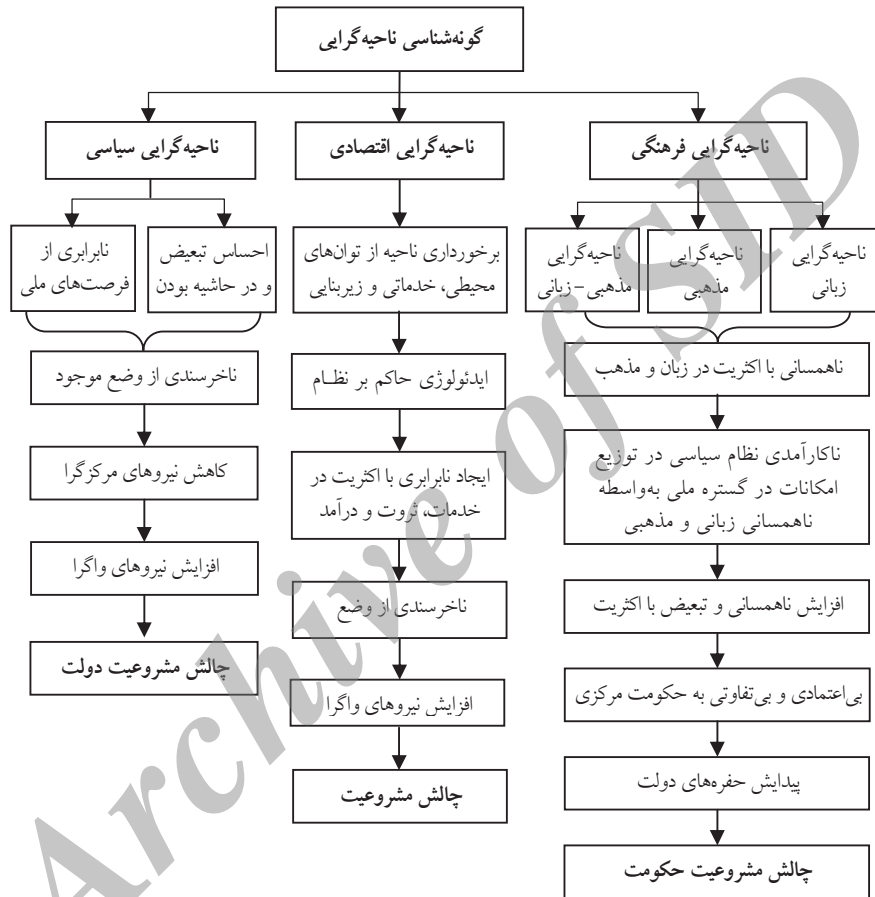 گونه‌شناسی ناحیه‌گرایی
ناحیه‌گرایی فرهنگی
ناحیه‌گرایی
زبانی
ناحیه‌گرایی
مذهبی
ناحیه‌گرایی
مذهبی – زبانی
ناهمسانی با اکثریت در زبان و مذهب
ناکارآمدی نظام سیاسی در توزیع
امکانات در گستره ملی به‌واسطه
ناهمسانی زبانی و مذهبی
افزایش ناهمسانی و تبعیض با اکثریت
بی‌اعتمادی و بی‌تفاوتی به حکومت مرکزی
پیدایش حفره‌های دولت
چالش مشروعیت حکومت
ناحیه‌گرایی اقتصادی
برخورداری ناحیه از توان‌های
محیطی، خدماتی و زیربنایی
ایدئولوژی حاکم بر نظـام
ایجاد نابرابری با اکثریت در
خدمات، ثروت و درآمد
ناخرسندی از وضع
افزایش نیروهای واگرا
چالش مشروعیت
ناحیه‌گرایی سیاسی
احساس تبعیض
و در حاشیه بودن
نابرابری از
فرصت‌های ملی
ناخرسندی از وضع موجود
کاهش نیروهای مرکزگرا
افزایش نیروهای واگرا
چالش مشروعیت دولت
Archive of SID